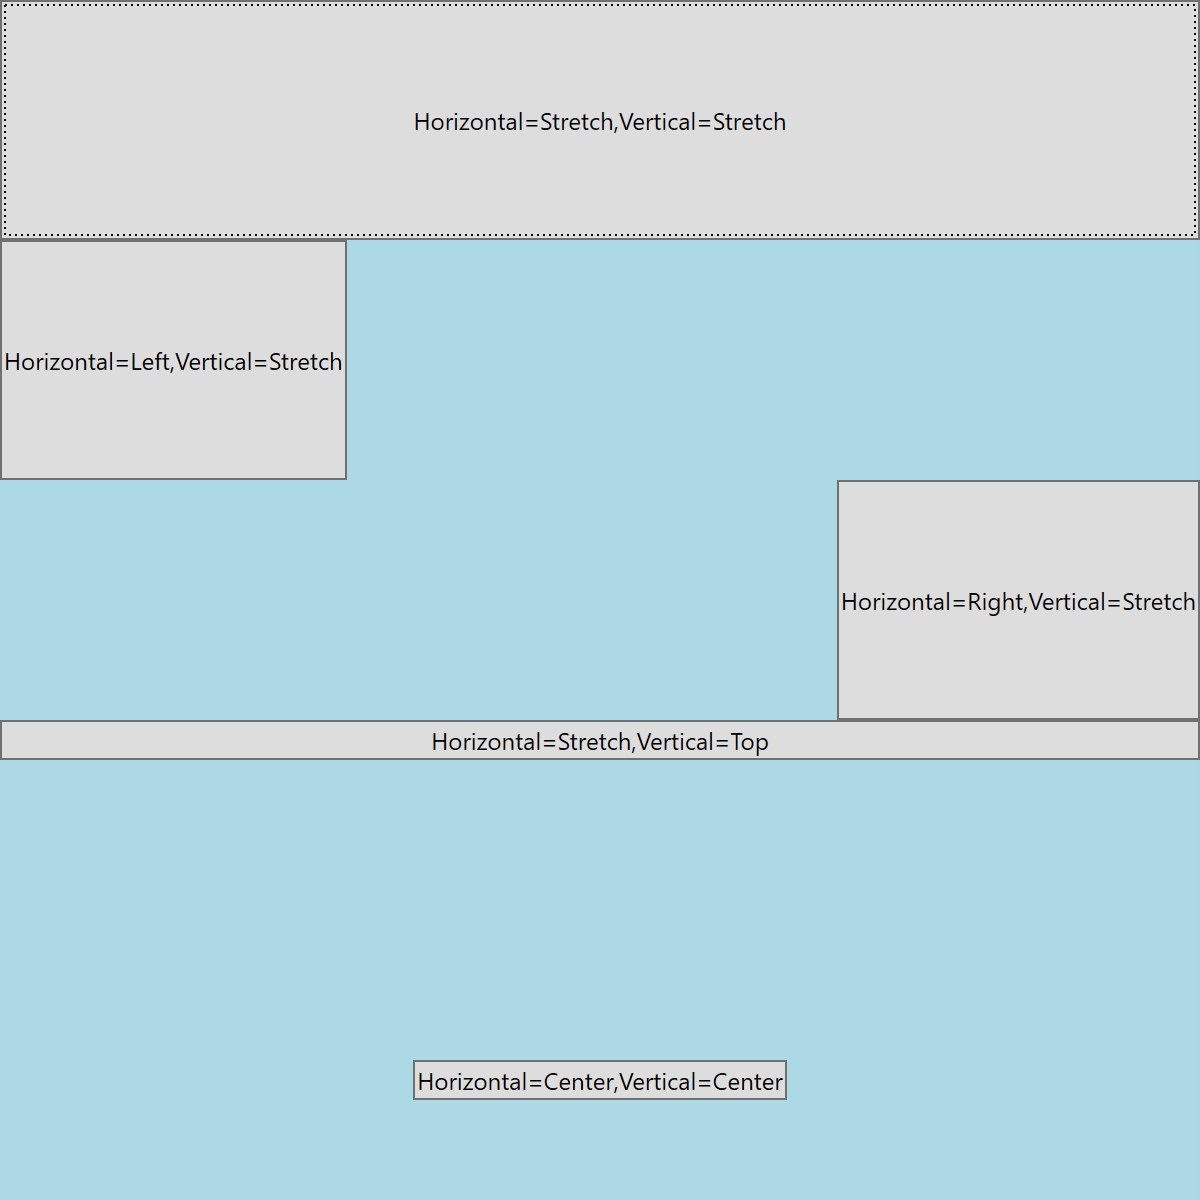 Horizontal=Stretch,Vertical=Stretch
Horizontal=Left,Vertical=Stretch
Horizontal=Right,Vertical=Stretch
Horizontal=Stretch,Vertical=Top
Horizontal=Center,Vertical=Center